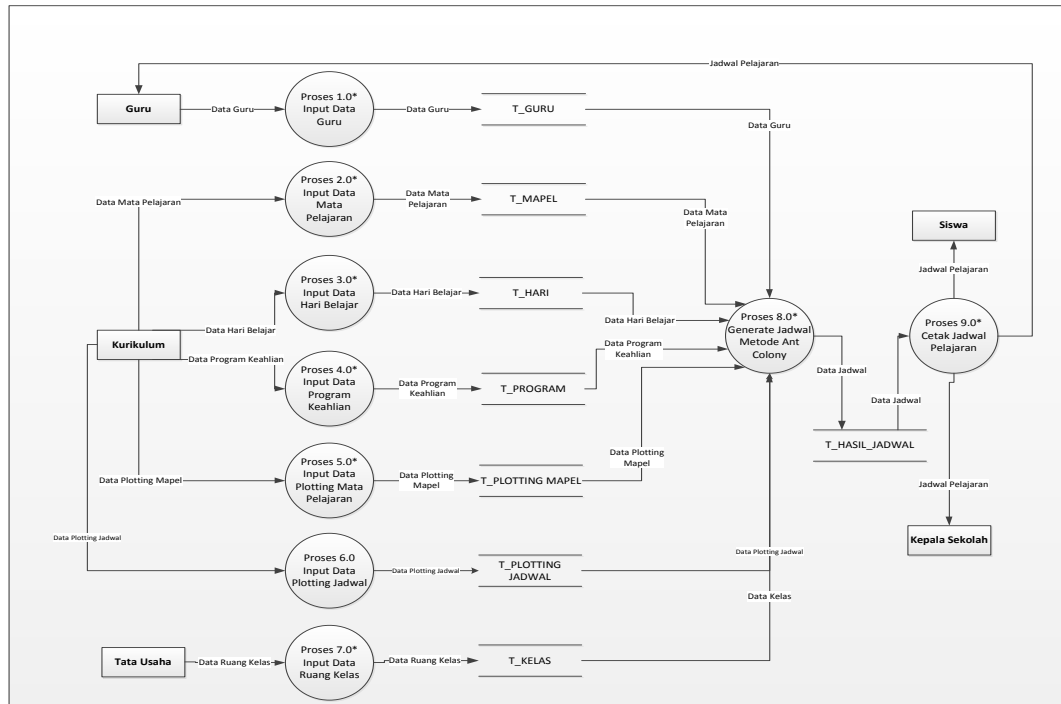 Jadwal Pelajaran
Guru
Data Guru
Proses 1.0*
Input Data
Guru
Data Guru
T_GURU
Data Guru
Data Mata Pelajaran
Proses 2.0*
Input Data
Mata
Pelajaran
Data Mata
Pelajaran
T_MAPEL
Data Mata
Pelajaran
Kurikulum
Data Hari Belajar
Proses 3.0*
Input Data
Hari Belajar
Data Hari Belajar
T_HARI
Data Hari Belajar
Data Program Keahlian
Proses 4.0*
Input Data
Program
Keahlian
Data Program
Keahlian
T_PROGRAM
Data Program
Keahlian
Data Plotting Mapel
Proses 5.0*
Input Data
Plotting Mata
Pelajaran
Data Plotting
Mapel
T_PLOTTING MAPEL
Data Plotting
Mapel
Data Plotting Jadwal
Proses 6.0
Input Data
Plotting Jadwal
Data Plotting Jadwal
T_PLOTTING
JADWAL
Data Plotting Jadwal
Tata Usaha
Data Ruang Kelas
Proses 7.0*
Input Data
Ruang Kelas
Data Ruang Kelas
T_KELAS
Data Kelas
Proses 8.0*
Generate Jadwal
Metode Ant
Colony
Data Jadwal
T_HASIL_JADWAL
Data Jadwal
Proses 9.0*
Cetak Jadwal
Pelajaran
Jadwal Pelajaran
Siswa
Jadwal Pelajaran
Kepala Sekolah